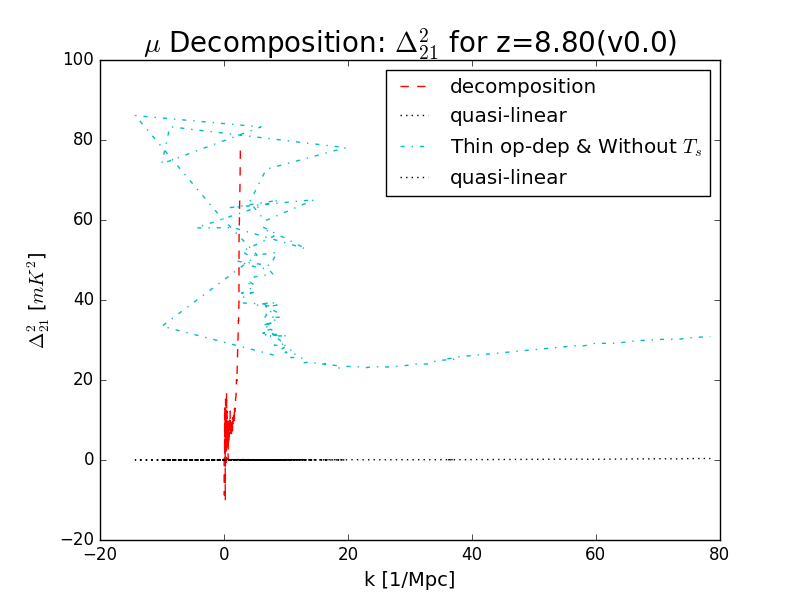 μ Decomposition: Δ²₂₁ for z=8.80(v0.0)
100
80
60
40
20
0
−20
Δ²₂₁ [mK²]
decomposition
quasi-linear
Thin op-dep & Without Tₛ
quasi-linear
−20 0 20 40 60 80
k [1/Mpc]